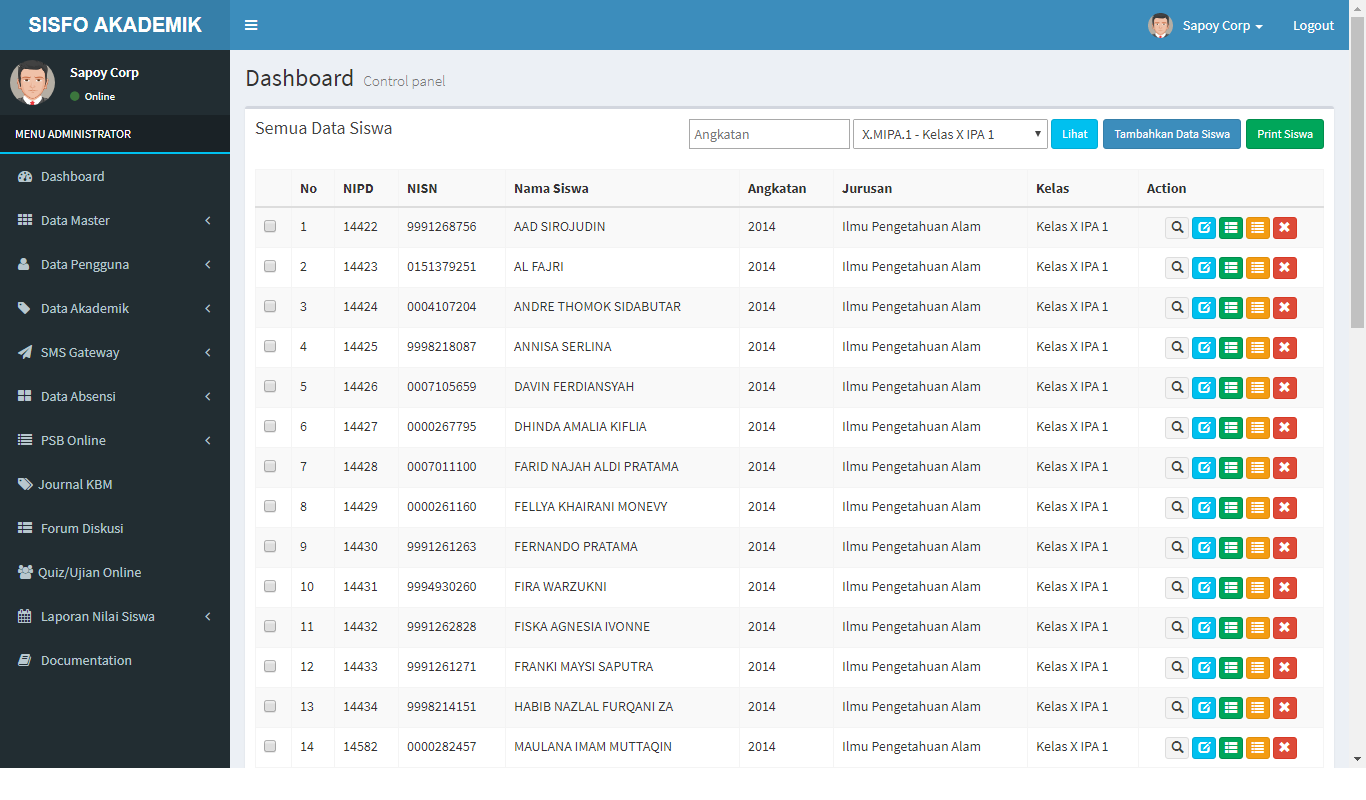 SISFO AKADEMIK
Sapoy Corp
Logout
Sapoy Corp
Online
MENU ADMINISTRATOR
Dashboard
Data Master
Data Pengguna
Data Akademik
SMS Gateway
Data Absensi
PSB Online
Journal KBM
Forum Diskusi
Quiz/Ujian Online
Laporan Nilai Siswa
Documentation
Dashboard Control panel
Semua Data Siswa
Angkatan
X.MIPA.1 - Kelas X IPA 1
Lihat
Tambahkan Data Siswa
Print Siswa
No NIPD NISN Nama Siswa Angkatan Jurusan Kelas Action
1 14422 9991268756 AAD SIROJUDIN 2014 Ilmu Pengetahuan Alam Kelas X IPA 1
2 14423 0151379251 AL FAJRI 2014 Ilmu Pengetahuan Alam Kelas X IPA 1
3 14424 0004107204 ANDRE THOMOK SIDABUTAR 2014 Ilmu Pengetahuan Alam Kelas X IPA 1
4 14425 9998218087 ANNISA SERLINA 2014 Ilmu Pengetahuan Alam Kelas X IPA 1
5 14426 0007105659 DAVIN FERDIANSYAH 2014 Ilmu Pengetahuan Alam Kelas X IPA 1
6 14427 0000267795 DHINDA AMALIA KIFLIA 2014 Ilmu Pengetahuan Alam Kelas X IPA 1
7 14428 0007011100 FARID NAJAH ALDI PRATAMA 2014 Ilmu Pengetahuan Alam Kelas X IPA 1
8 14429 0000261160 FELLYA KHAIRANI MONEVY 2014 Ilmu Pengetahuan Alam Kelas X IPA 1
9 14430 9991261263 FERNANDO PRATAMA 2014 Ilmu Pengetahuan Alam Kelas X IPA 1
10 14431 9994930260 FIRA WARZUKNI 2014 Ilmu Pengetahuan Alam Kelas X IPA 1
11 14432 9991262828 FISKA AGNESIA IVONNE 2014 Ilmu Pengetahuan Alam Kelas X IPA 1
12 14433 9991261271 FRANKI MAYSI SAPUTRA 2014 Ilmu Pengetahuan Alam Kelas X IPA 1
13 14434 9998214151 HABIB NAZLAL FURQANI ZA 2014 Ilmu Pengetahuan Alam Kelas X IPA 1
14 14582 0000282457 MAULANA IMAM MUTTAQIN 2014 Ilmu Pengetahuan Alam Kelas X IPA 1